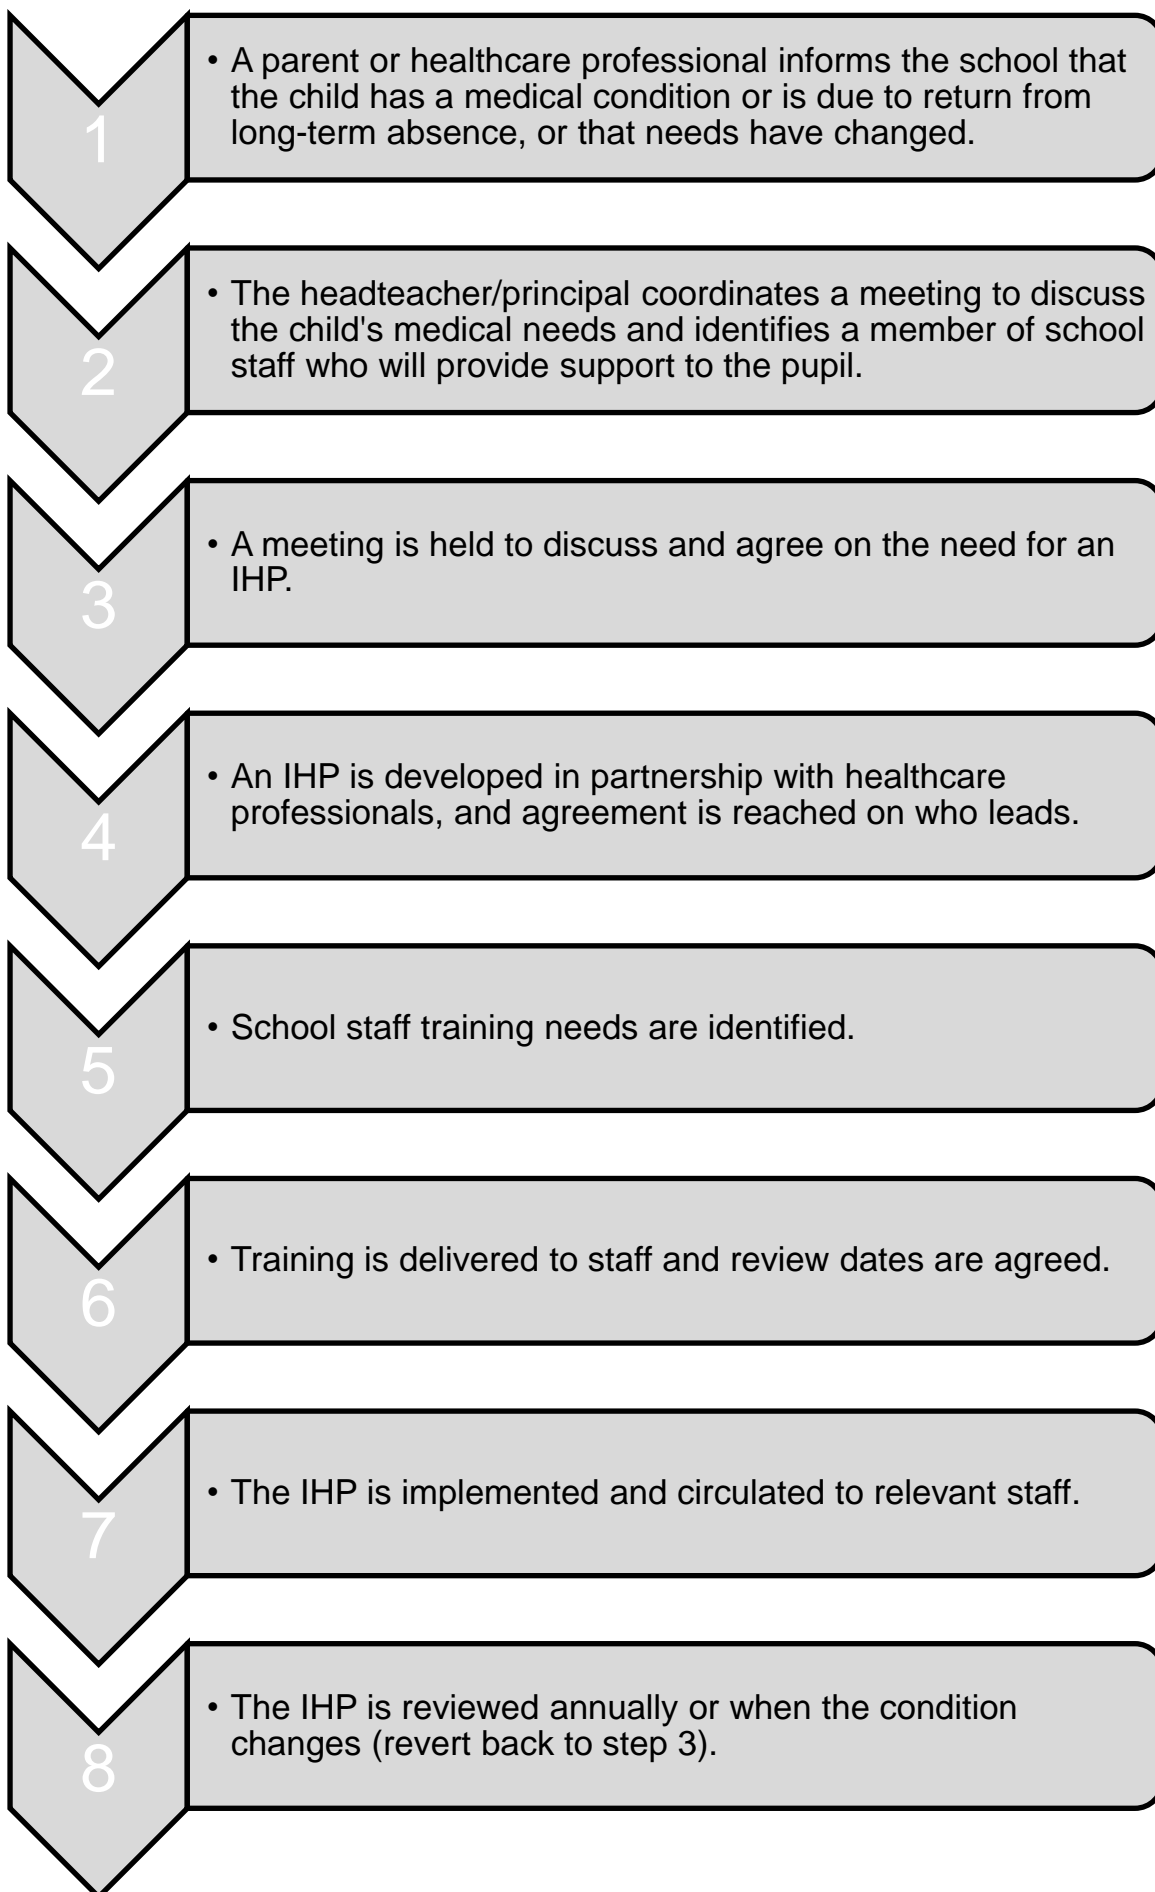 1
• A parent or healthcare professional informs the school that
the child has a medical condition or is due to return from
long-term absence, or that needs have changed.
2
• The headteacher/principal coordinates a meeting to discuss
the child's medical needs and identifies a member of school
staff who will provide support to the pupil.
3
• A meeting is held to discuss and agree on the need for an
IHP.
4
• An IHP is developed in partnership with healthcare
professionals, and agreement is reached on who leads.
5
• School staff training needs are identified.
6
• Training is delivered to staff and review dates are agreed.
7
• The IHP is implemented and circulated to relevant staff.
8
• The IHP is reviewed annually or when the condition
changes (revert back to step 3).